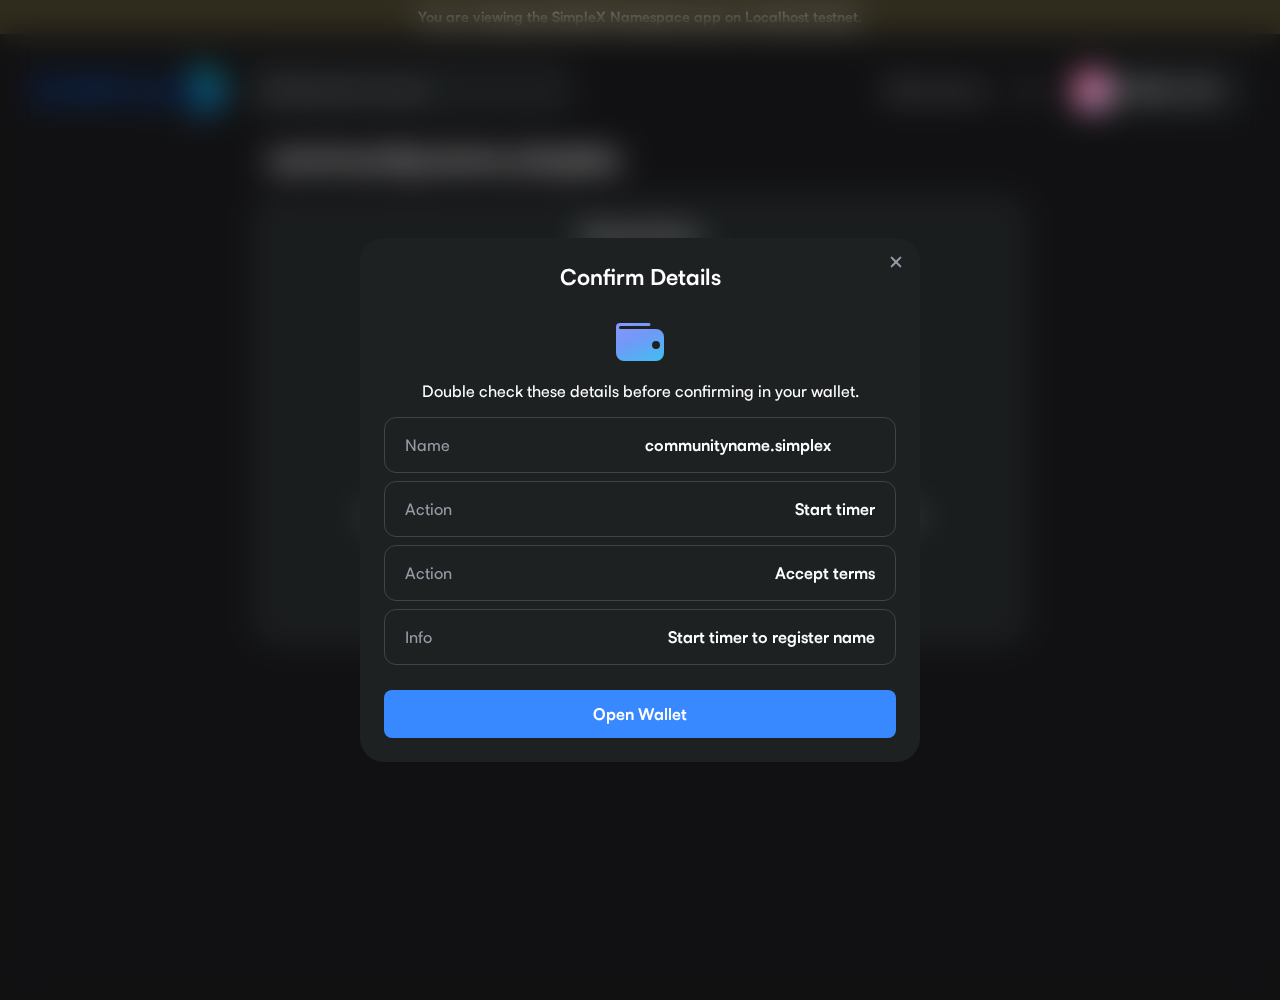 You are viewing the SimpleX Namespace app on Localhost testnet.
Confirm Details
Double check these details before confirming in your wallet.
Name communityname.simplex
Action Start timer
Action Accept terms
Info Start timer to register name
Open Wallet